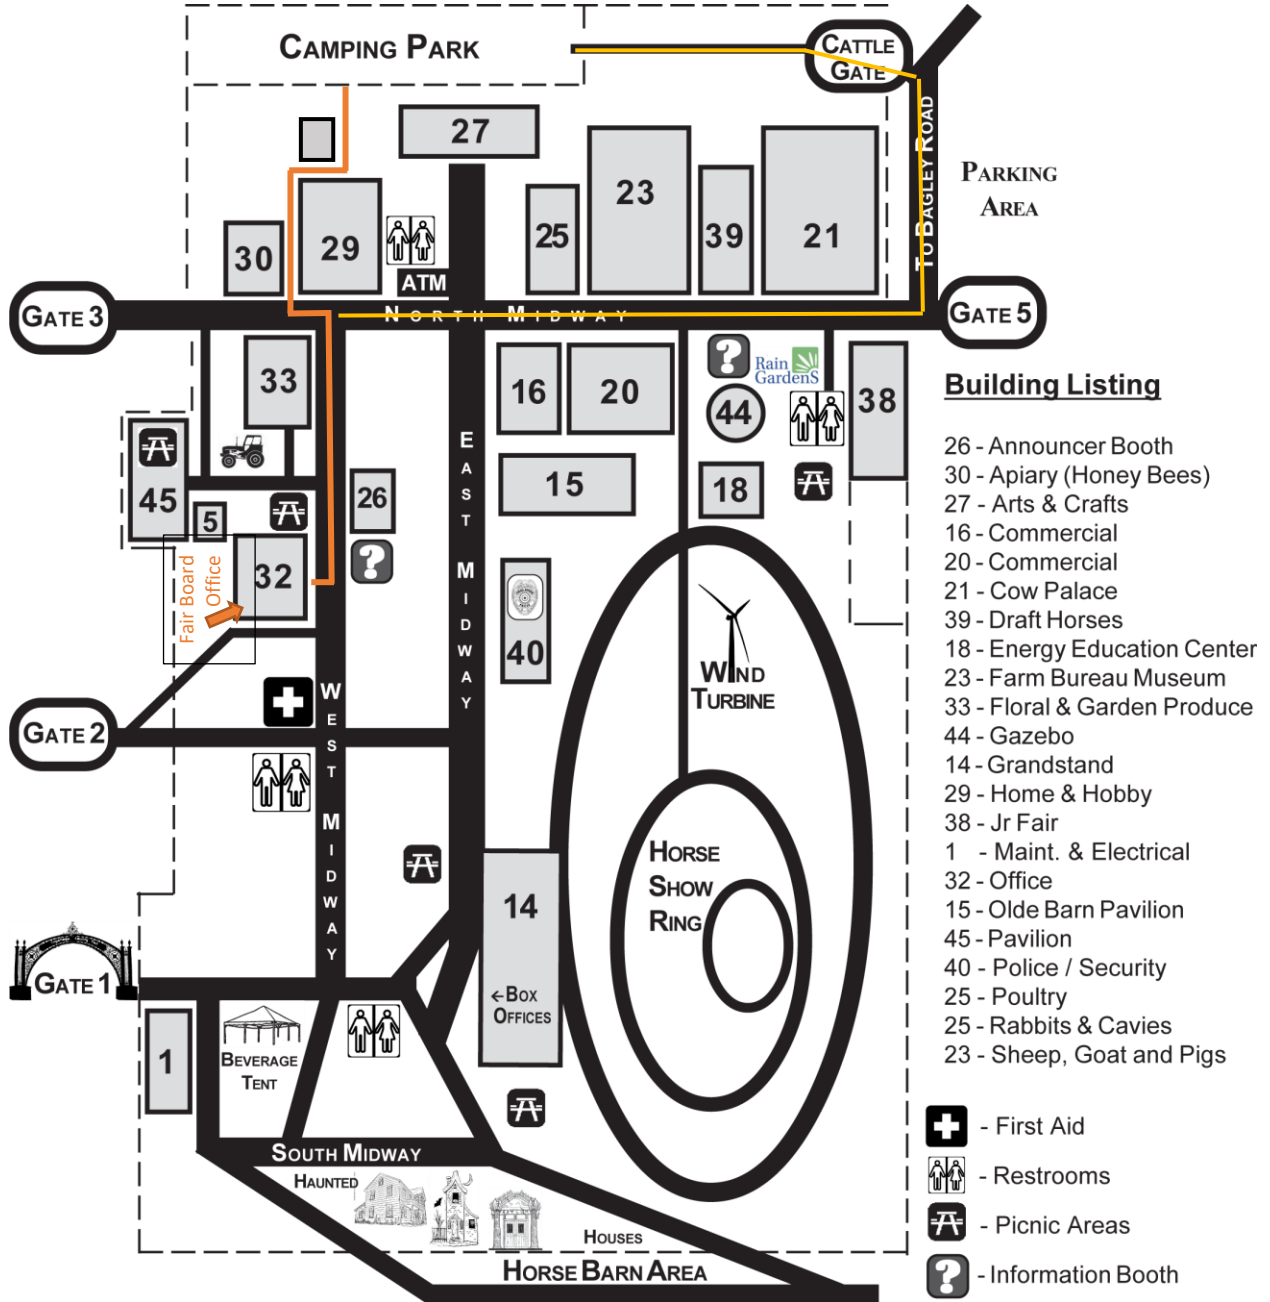 CAMPING PARK
CATTLE
GATE
TO BAGLEY ROAD
PARKING
AREA
27
23
25
39
21
29
30
ATM
GATE 3
NORTH MIDWAY
GATE 5
33
16
20
?
Rain
GardenS
44
38
45
5
26
15
18
?
32
Fair Board
Office
EAST MIDWAY
40
WIND
TURBINE
GATE 2
WEST MIDWAY
HORSE
SHOW
RING
14
←BOX
OFFICES
GATE 1
1
BEVERAGE
TENT
SOUTH MIDWAY
HAUNTED
HOUSES
HORSE BARN AREA
Building Listing
26 - Announcer Booth
30 - Apiary (Honey Bees)
27 - Arts & Crafts
16 - Commercial
20 - Commercial
21 - Cow Palace
39 - Draft Horses
18 - Energy Education Center
23 - Farm Bureau Museum
33 - Floral & Garden Produce
44 - Gazebo
14 - Grandstand
29 - Home & Hobby
38 - Jr Fair
1 - Maint. & Electrical
32 - Office
15 - Olde Barn Pavilion
45 - Pavilion
40 - Police / Security
25 - Poultry
25 - Rabbits & Cavies
23 - Sheep, Goat and Pigs
- First Aid
- Restrooms
- Picnic Areas
? - Information Booth